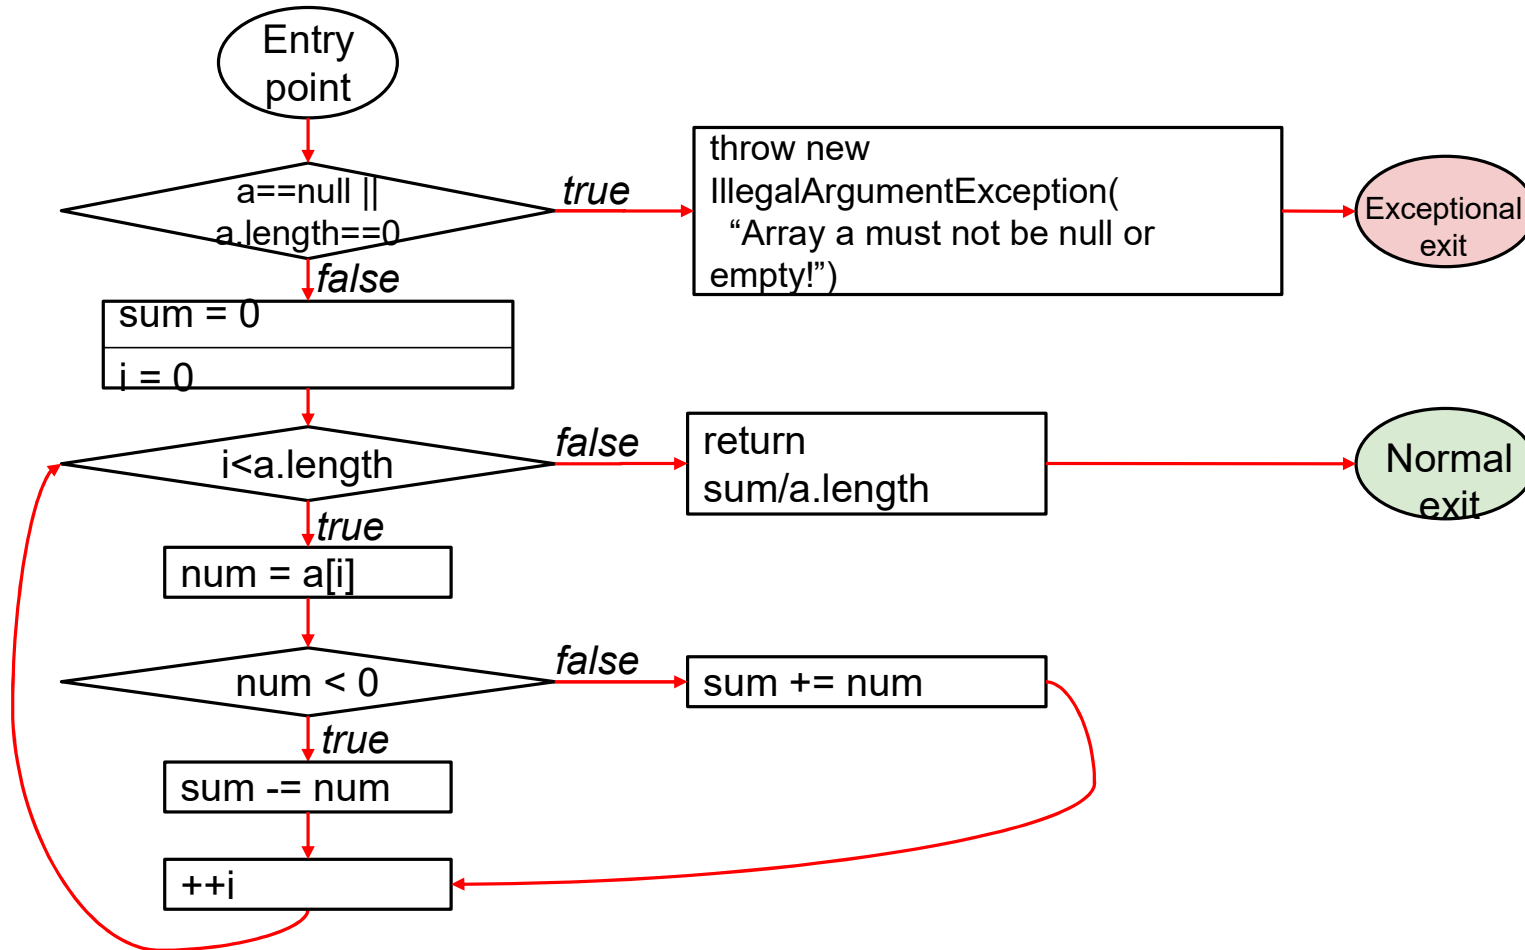 Entry
point
a==null ||
a.length==0
true
throw new
IllegalArgumentException(
“Array a must not be null or
empty!”)
Exceptional
exit
false
sum = 0
i = 0
i<a.length
false
return
sum/a.length
Normal
exit
true
num = a[i]
num < 0
false
sum += num
true
sum -= num
++i